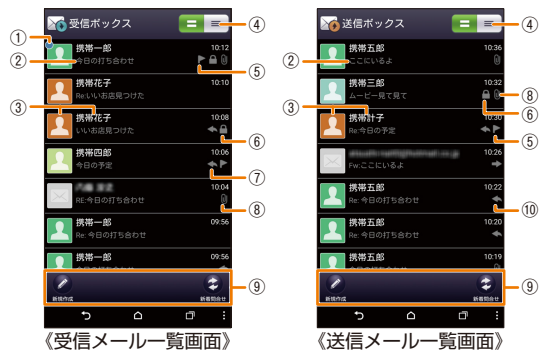 受信ボックス
④
①
携帯一郎
10:12
②
今日の打ち合わせ
⑤
携帯花子
10:10
Re:いいお店見つけた
③
携帯花子
10:08
いいお店見つけた
⑥
携帯四郎
10:06
今日の予定
⑦
10:04
RE:今日の打ち合わせ
⑧
携帯一郎
09:56
Re: 今日の打ち合わせ
携帯一郎
09:56
⑨
新規作成
新着問合せ
《受信メール一覧画面》
送信ボックス
④
携帯五郎
10:36
②
ここにいるよ
携帯三郎
10:32
⑧
ムービー見て見て
⑥
③
携帯計子
10:30
Re:今日の予定
⑤
10:26
Fw:ここにいるよ
携帯五郎
10:22
RE: 今日の打ち合わせ
⑩
携帯五郎
10:20
Re: 今日の打ち合わせ
携帯五郎
10:19
⑨
新規作成
新着問合せ
《送信メール一覧画面》